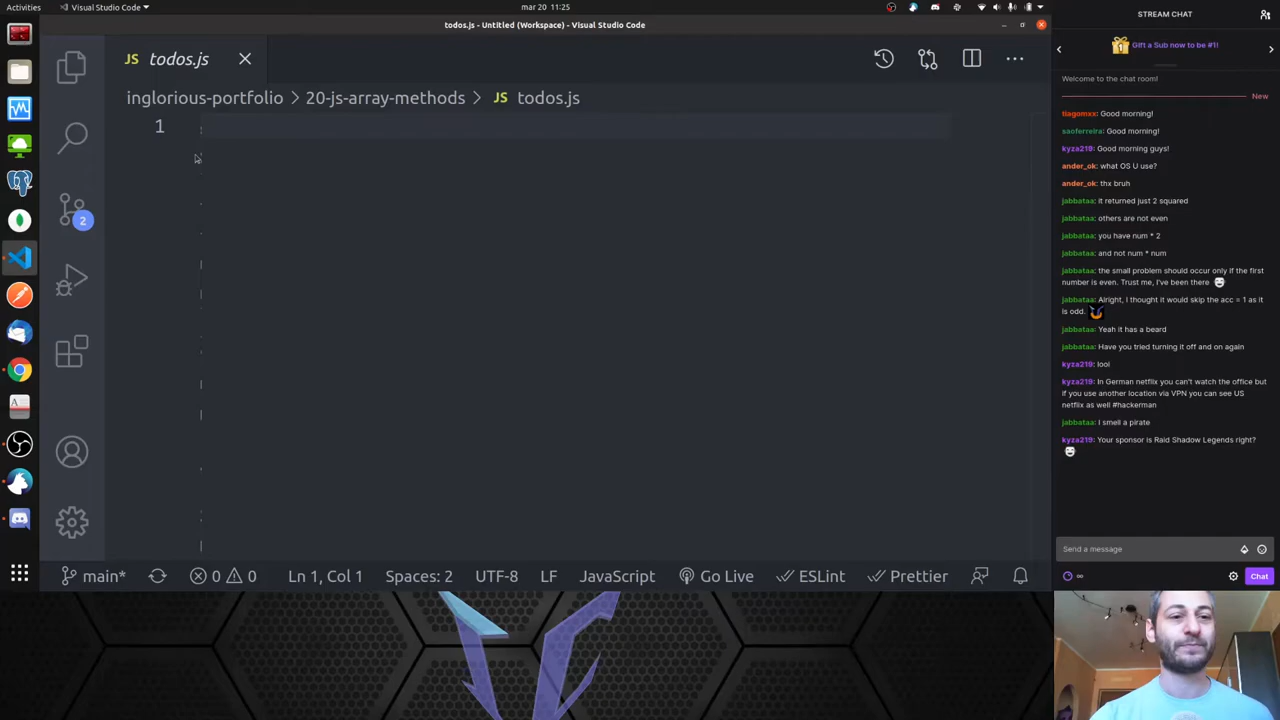 Activities
Visual Studio Code
mar 20 11:25
todos.js - Untitled (Workspace) - Visual Studio Code
JS todos.js
inglorious-portfolio > 20-js-array-methods > JS todos.js
1
2
main*
0
0
Ln 1, Col 1
Spaces: 2
UTF-8
LF
JavaScript
Go Live
ESLint
Prettier
STREAM CHAT
1
Gift a Sub now to be #1!
Welcome to the chat room!
New
tiagomxx: Good morning!
saoferreira: Good morning!
kyza219: Good morning guys!
ander_ok: what OS U use?
ander_ok: thx bruh
jabbataa: it returned just 2 squared
jabbataa: others are not even
jabbataa: you have num * 2
jabbataa: and not num * num
jabbataa: the small problem should occur only if the first
number is even. Trust me, I've been there
jabbataa: Alright, I thought it would skip the acc = 1 as it
is odd.
jabbataa: Yeah it has a beard
jabbataa: Have you tried turning it off and on again
kyza219: looi
kyza219: In German netflix you can't watch the office but
if you use another location via VPN you can see US
netflix as well #hackerman
jabbataa: I smell a pirate
kyza219: Your sponsor is Raid Shadow Legends right?
Send a message
∞
Chat